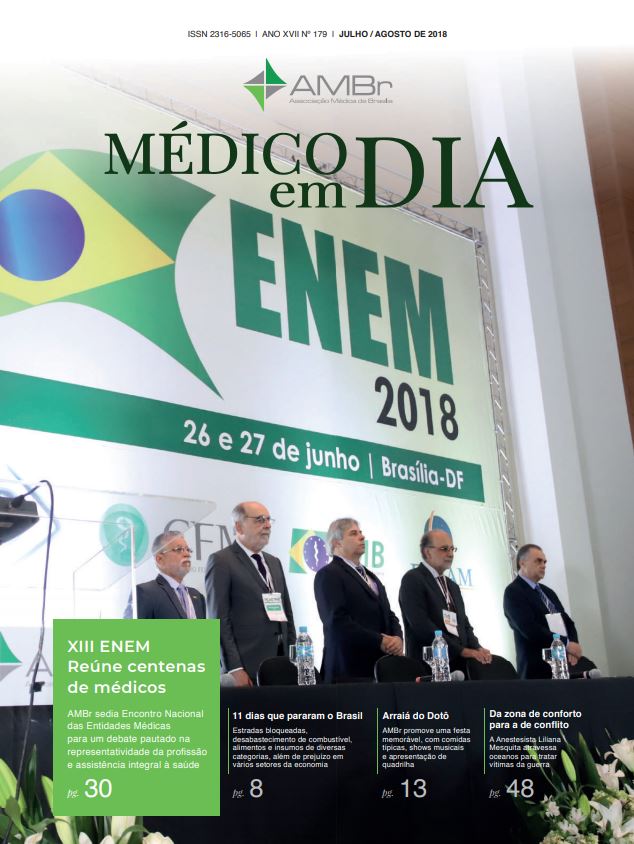 ISSN 2316-5065 | ANO XVII Nº 179 | JULHO / AGOSTO DE 2018
AMBr
Associação Médica de Brasília
MÉDICO
em DIA
ENEM
2018
26 e 27 de junho | Brasília-DF
CFM
XIII ENEM
Reúne centenas
de médicos
AMBr sedia Encontro Nacional
das Entidades Médicas
para um debate pautado na
representatividade da profissão
e assistência integral à saúde
pg. 30
11 dias que pararam o Brasil
Estradas bloqueadas,
desabastecimento de combustível,
alimentos e insumos de diversas
categorias, além de prejuízo em
vários setores da economia
pg. 8
Arraiá do Dotô
AMBr promove uma festa
memorável, com comidas
típicas, shows musicais
e apresentação de
quadrilha
pg. 13
Da zona de conforto
para a de conflito
A Anestesista Liliana
Mesquita atravessa
oceanos para tratar
vítimas da guerra
pg. 48